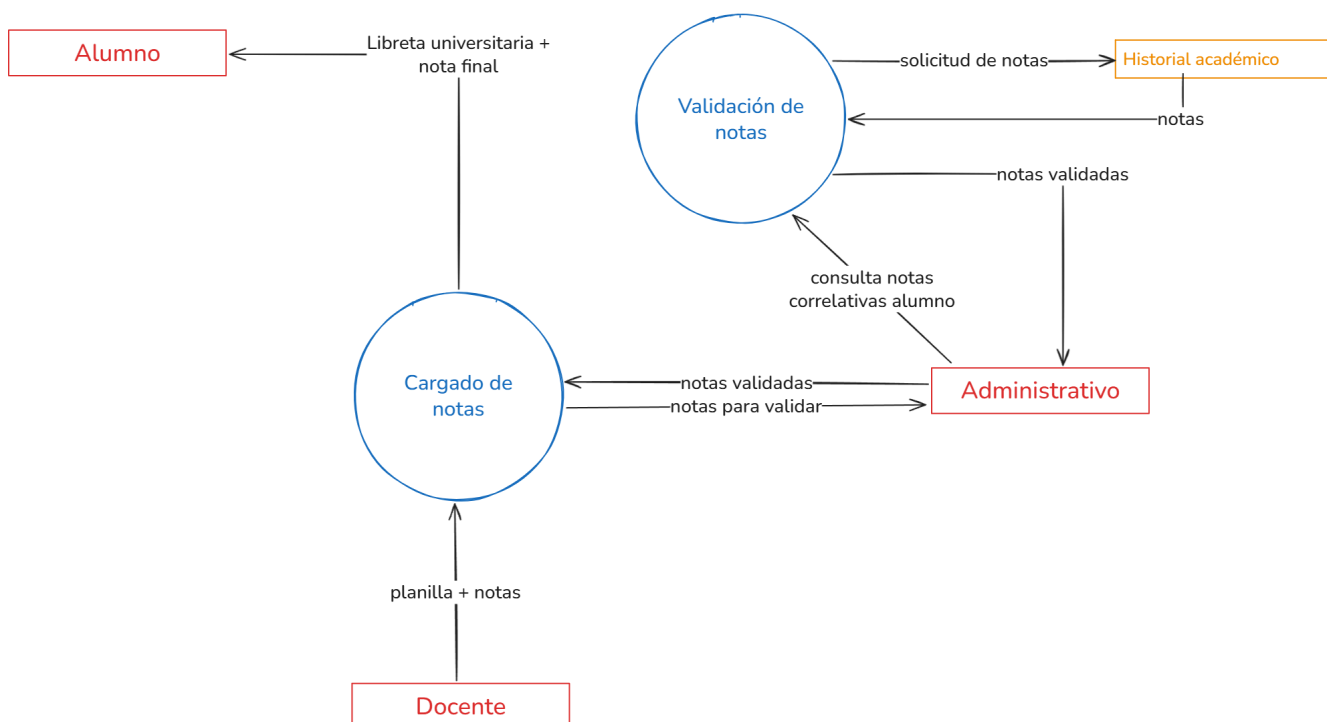 Alumno
Libreta universitaria +
nota final
Validación de
notas
solicitud de notas
Historial académico
notas
notas validadas
consulta notas
correlativas alumno
Cargado de
notas
notas validadas
notas para validar
Administrativo
planilla + notas
Docente